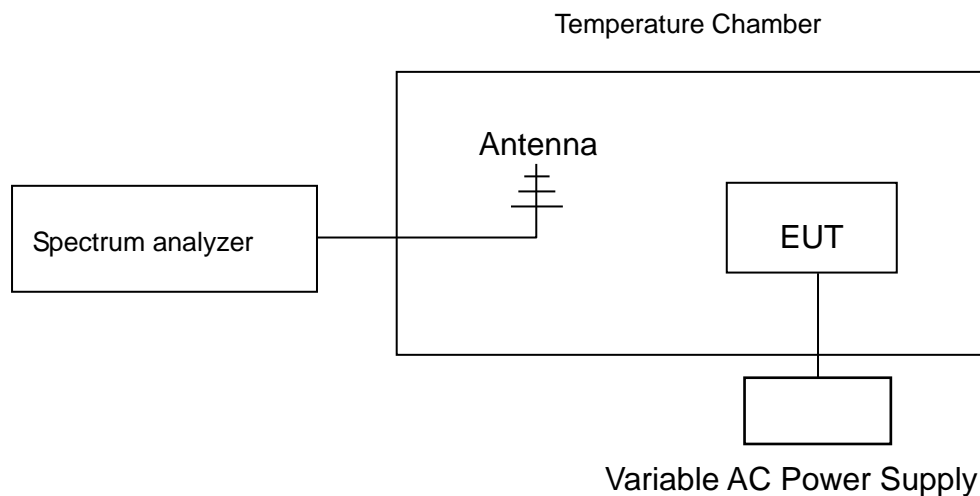 Temperature Chamber
Antenna
Spectrum analyzer
EUT
Variable AC Power Supply